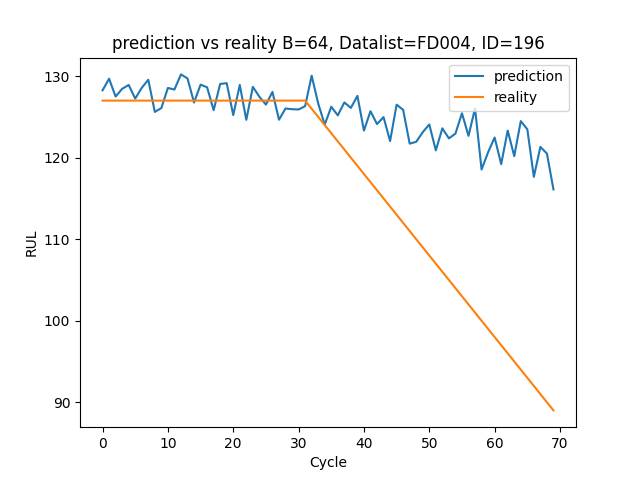 prediction vs reality B=64, Datalist=FD004, ID=196
prediction
reality
RUL
130
120
110
100
90
0 10 20 30 40 50 60 70
Cycle